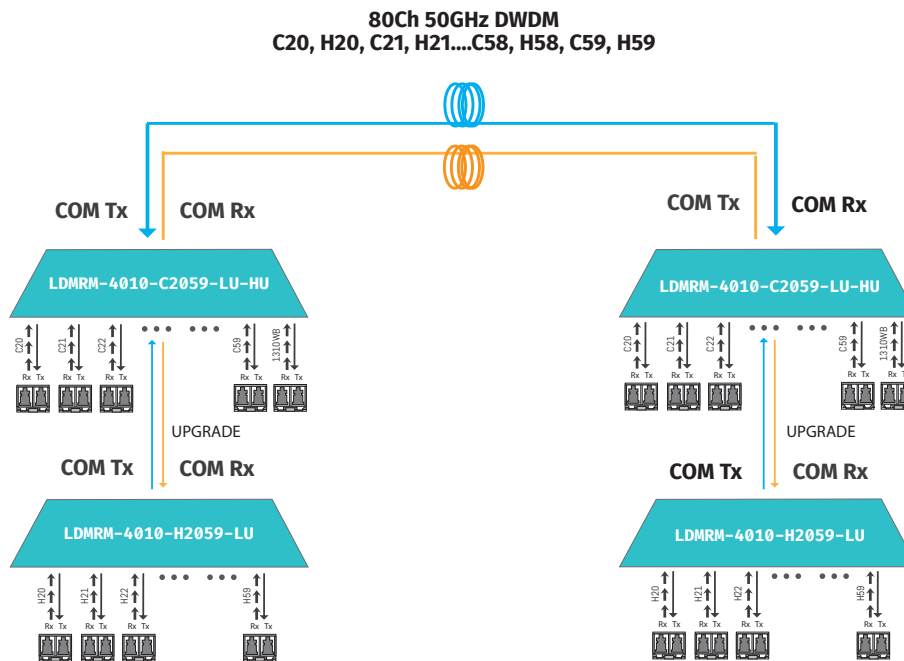 80Ch 50GHz DWDM
C20, H20, C21, H21....C58, H58, C59, H59
COM Tx COM Rx COM Tx COM Rx
LDMRM-4010-C2059-LU-HU LDMRM-4010-C2059-LU-HU
C20 C21 C22 C59 1310WB C20 C21 C22 C59 1310WB
Rx Tx Rx Tx Rx Tx Rx Tx Rx Tx Rx Tx Rx Tx Rx Tx Rx Tx Rx
UPGRADE UPGRADE
COM Tx COM Rx COM Tx COM Rx
LDMRM-4010-H2059-LU LDMRM-4010-H2059-LU
H20 H21 H22 H59 H20 H21 H22 H59
Rx Tx Rx Tx Rx Tx Rx Tx Rx Tx Rx Tx Rx Tx Rx Tx